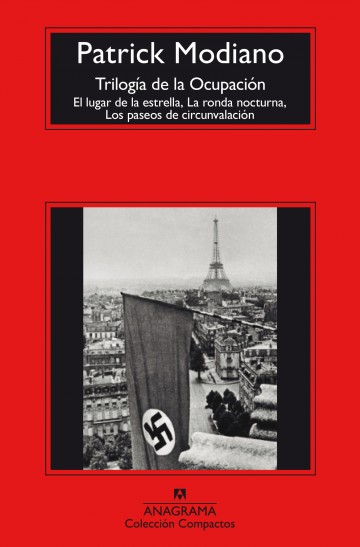 Patrick Modiano
Trilogía de la Ocupación
El lugar de la estrella, La ronda nocturna,
Los paseos de circunvalación
ANAGRAMA
Colección Compactos